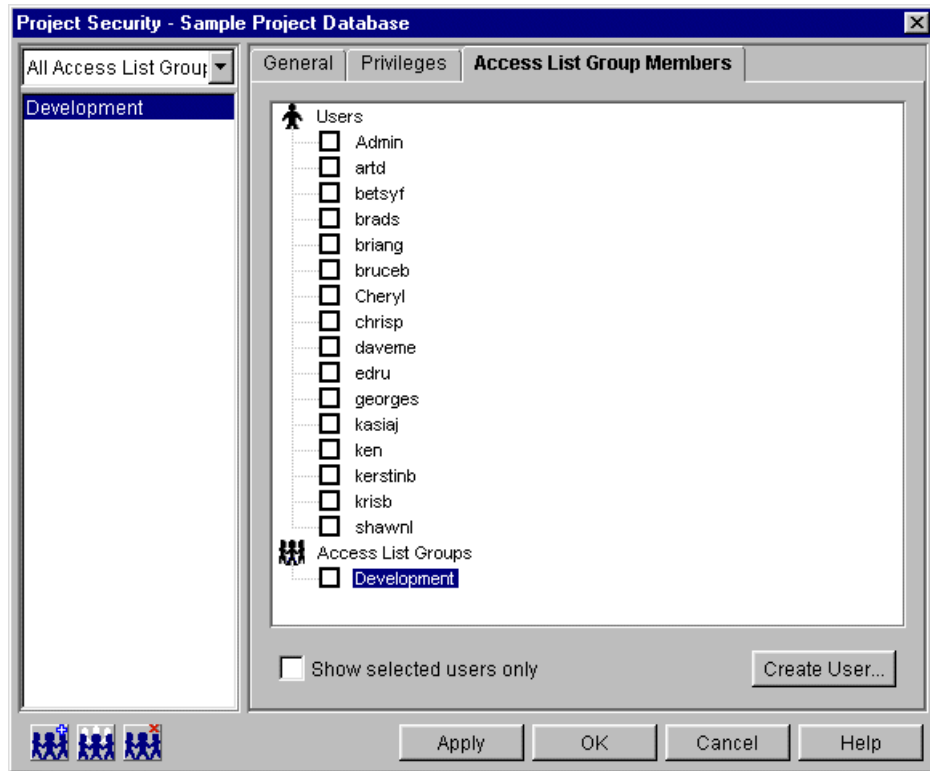 Project Security - Sample Project Database
All Access List Group
Development
General
Privileges
Access List Group Members
Users
Admin
artd
betsyf
brads
briang
bruceb
Cheryl
chrisp
daveme
edru
georges
kasiaj
ken
kerstinb
krisb
shawnl
Access List Groups
Development
Show selected users only
Create User...
Apply
OK
Cancel
Help